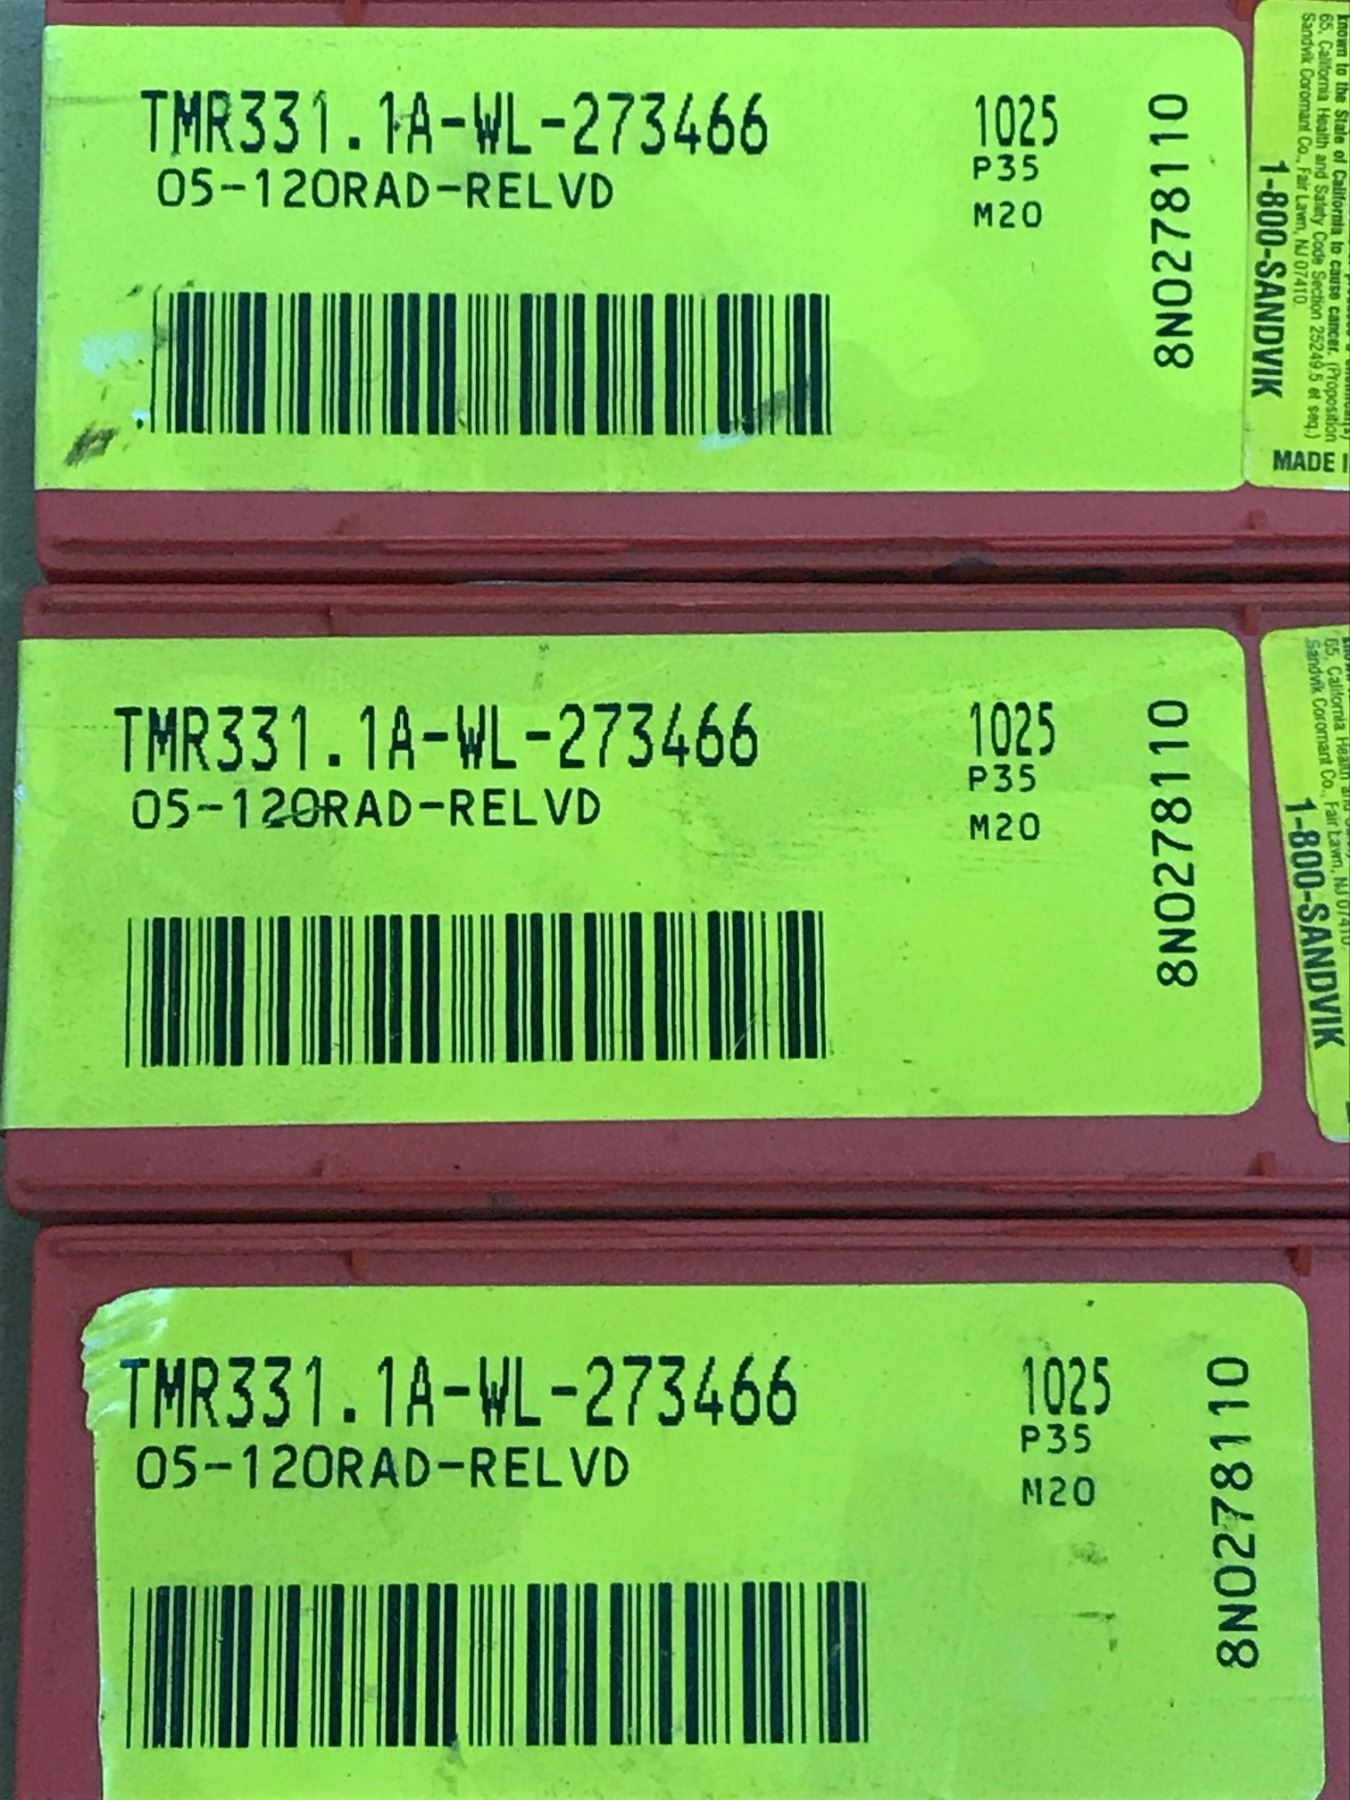 TMR331.1A-WL-273466
05-120RAD-RELVD
1025
P35
M20
8N0278110
known to the State of California to cause cancer. (Proposition
65, California Health and Safety Code Section 25249.5 et seq.)
Sandvik Coromant Co., Fair Lawn, NJ 07410.
1-800-SANDVIK
MADE
TMR331.1A-WL-273466
05-120RAD-RELVD
1025
P35
M20
8N0278110
65, California Health and
Sandvik Coromant Co., Fair Lawn, NJ 07410
1-800-SANDVIK
TMR331.1A-WL-273466
05-120RAD-RELVD
1025
P35
M20
8N0278110